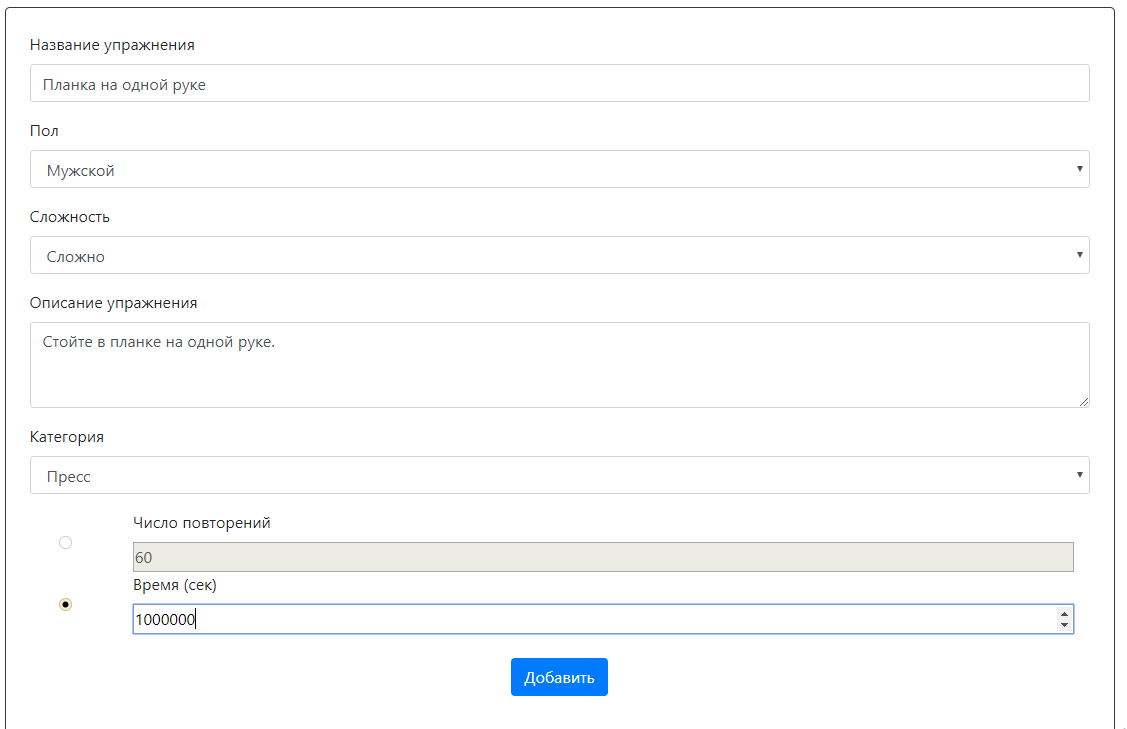 Название упражнения
Планка на одной руке
Пол
Мужской
Сложность
Сложно
Описание упражнения
Стойте в планке на одной руке.
Категория
Пресс
Число повторений
60
Время (сек)
1000000
Добавить